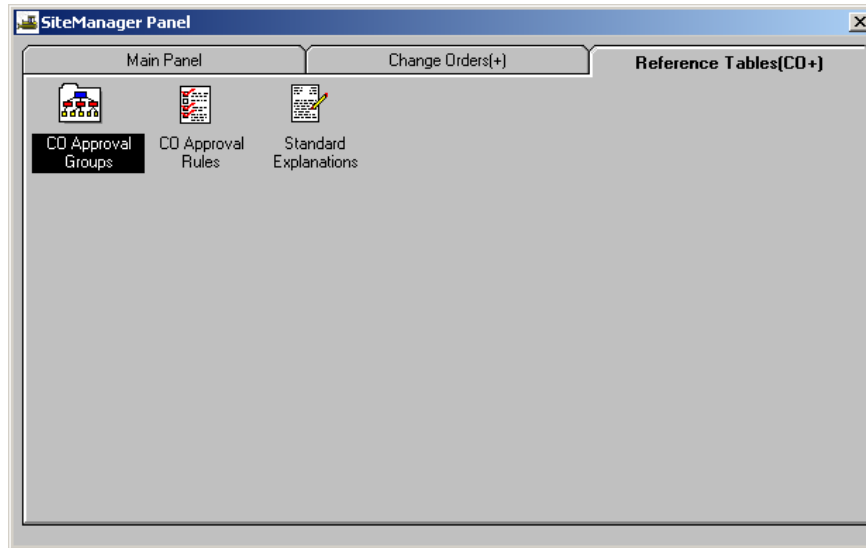 SiteManager Panel
Main Panel
Change Orders(+)
Reference Tables(CO+)
CO Approval
Groups
CO Approval
Rules
Standard
Explanations